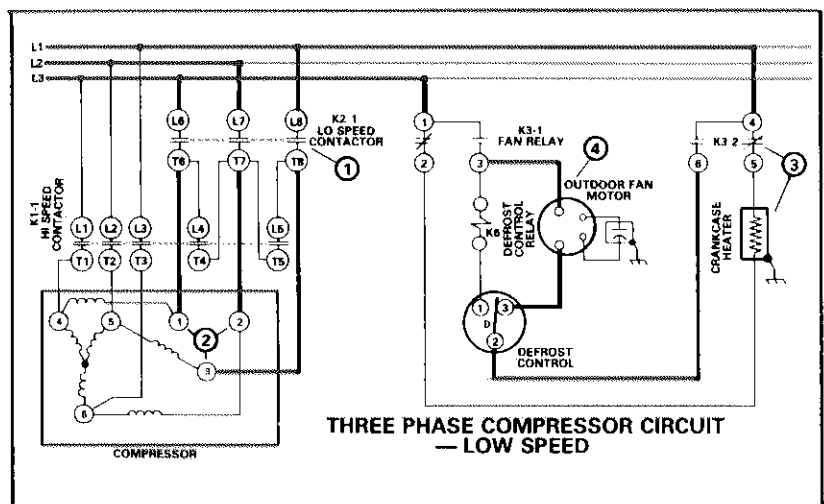 L1
L2
L3
L6
L7
L8
K2 1
LO SPEED
CONTACTOR
1
T6
T7
T8
K1-1
HI SPEED
CONTACTOR
L1
L2
L3
L4
L5
T1
T2
T3
T4
T5
4
5
1
2
2
3
6
COMPRESSOR
1
K3-1
FAN RELAY
2
3
4
OUTDOOR FAN
MOTOR
K6
DEFROST
CONTROL
RELAY
1
3
D
2
DEFROST
CONTROL
4
K3 2
6
5
3
CRANKCASE
HEATER
THREE PHASE COMPRESSOR CIRCUIT
— LOW SPEED